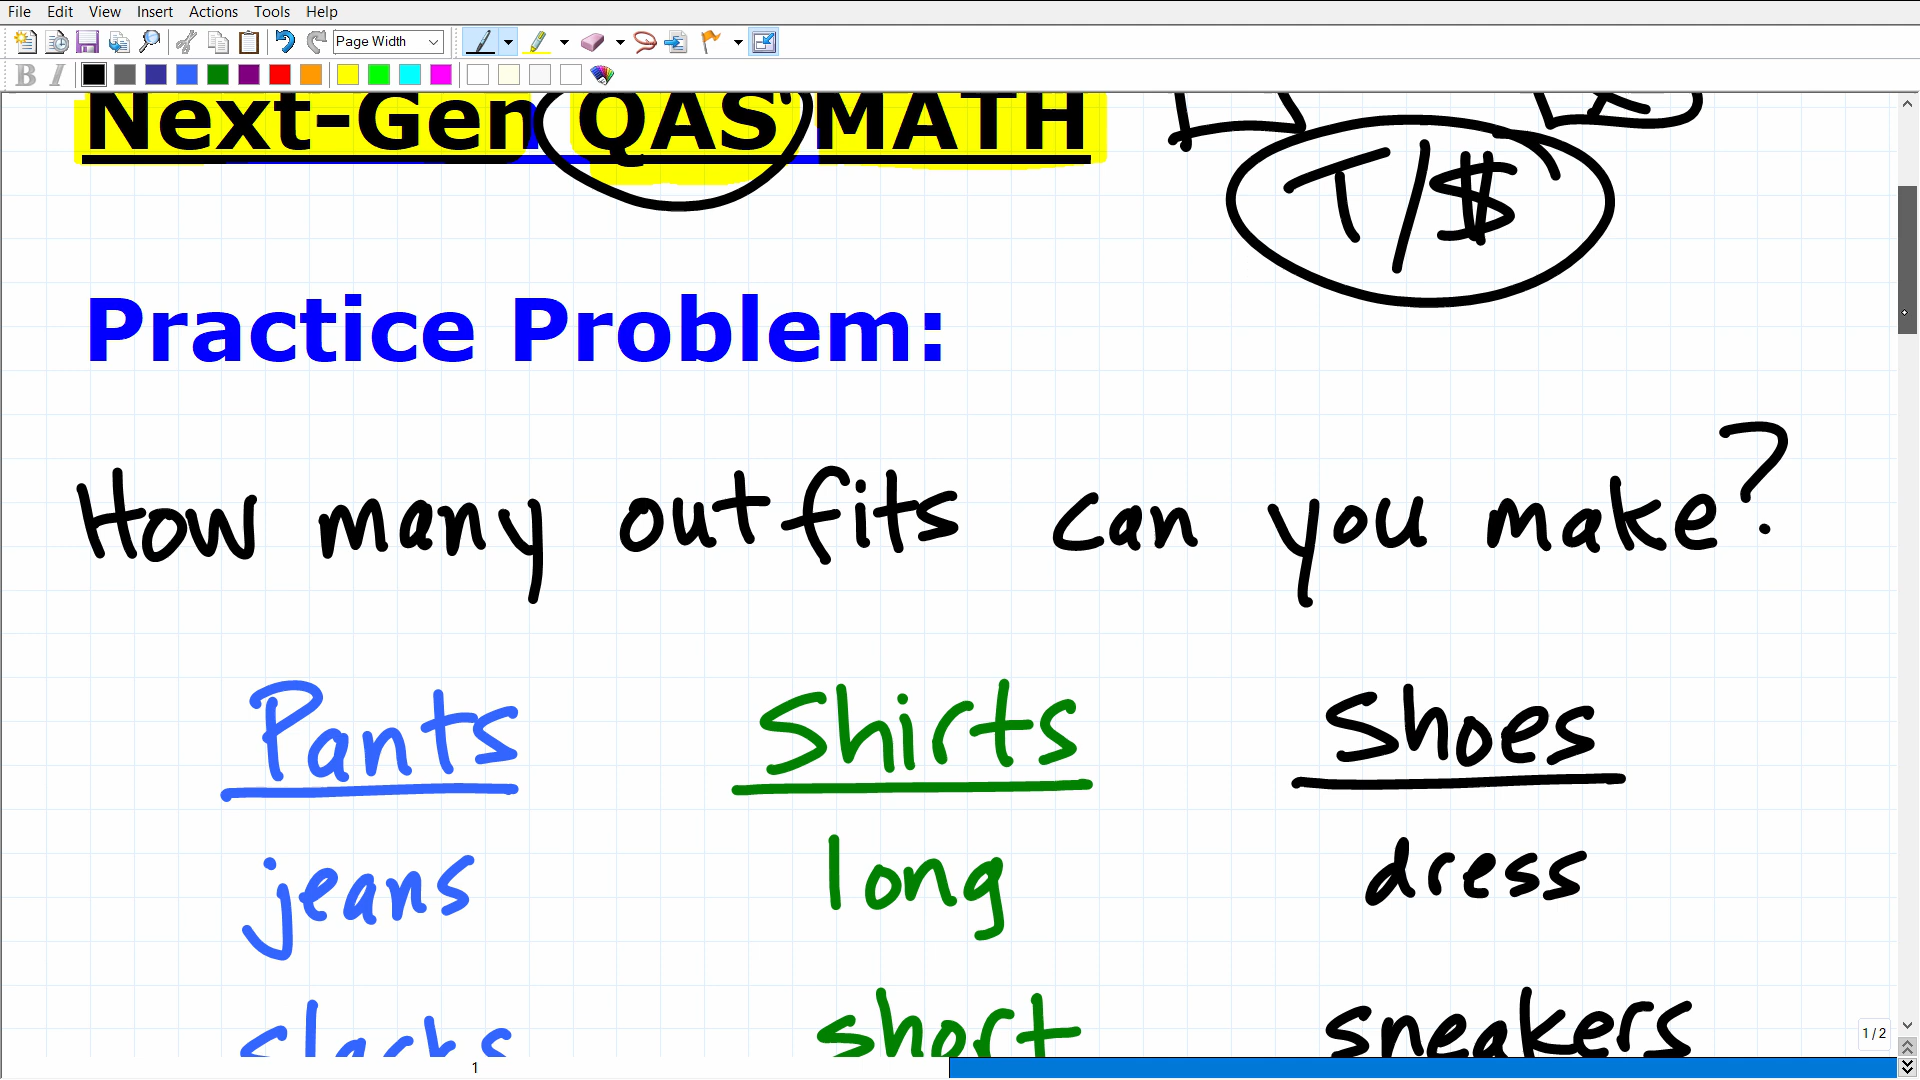 File Edit View Insert Actions Tools Help
Page Width
B I
Next-Gen QAS MATH
T/$
Practice Problem:
How many outfits can you make?
Pants Shirts Shoes
jeans long dress
slacks short sneakers
1/2
1